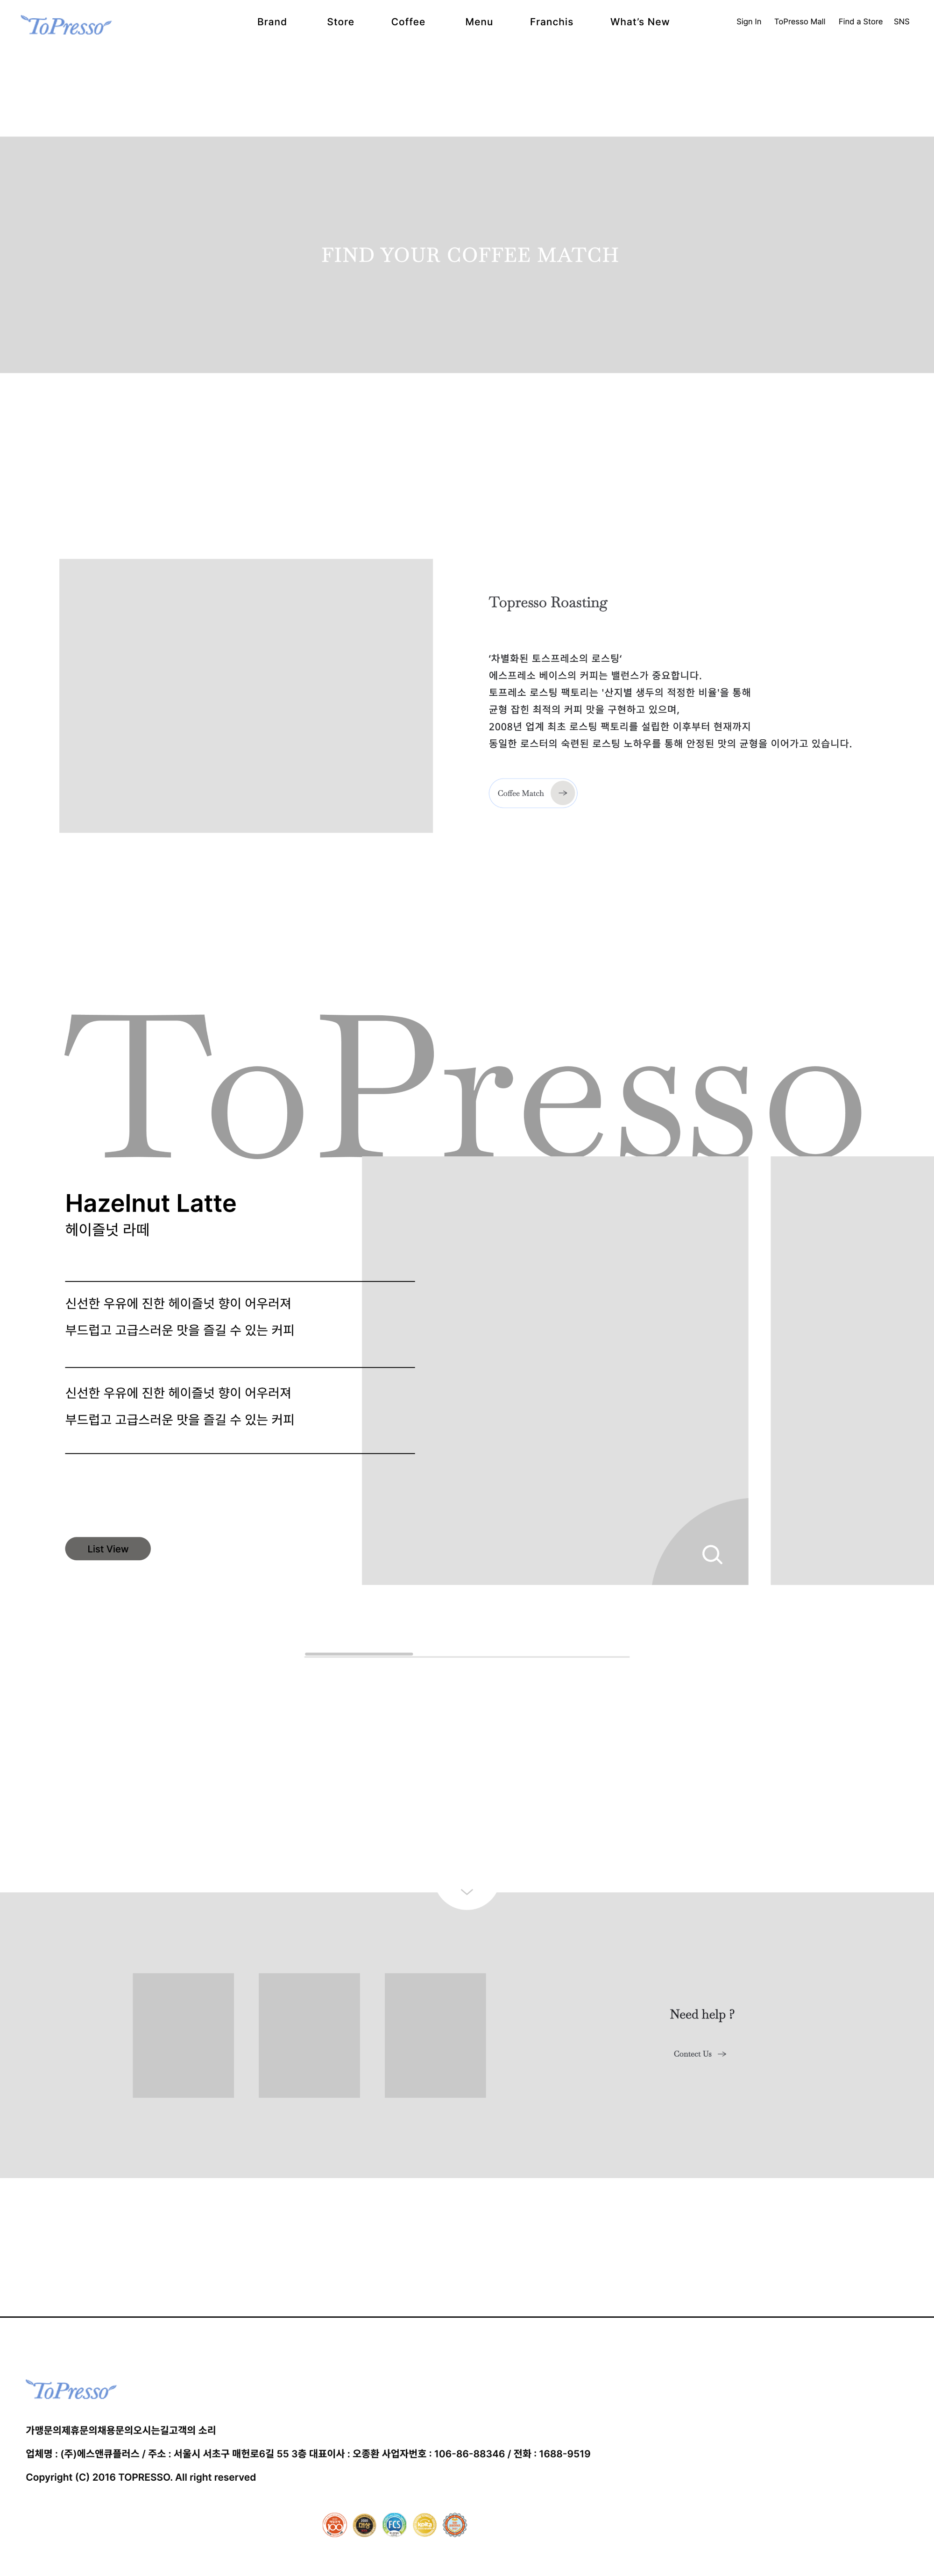 ToPresso
Brand Store Coffee Menu Franchis What's New Sign In ToPresso Mall Find a Store SNS
FIND YOUR COFFEE MATCH
Topresso Roasting
'차별화된 토스프레소의 로스팅'
에스프레소 베이스의 커피는 밸런스가 중요합니다.
토프레소 로스팅 팩토리는 '산지별 생두의 적정한 비율'을 통해
균형 잡힌 최적의 커피 맛을 구현하고 있으며,
2008년 업계 최초 로스팅 팩토리를 설립한 이후부터 현재까지
동일한 로스터의 숙련된 로스팅 노하우를 통해 안정된 맛의 균형을 이어가고 있습니다.
Coffee Match
ToPresso
Hazelnut Latte
헤이즐넛 라떼
신선한 우유에 진한 헤이즐넛 향이 어우러져
부드럽고 고급스러운 맛을 즐길 수 있는 커피
신선한 우유에 진한 헤이즐넛 향이 어우러져
부드럽고 고급스러운 맛을 즐길 수 있는 커피
List View
Need help ?
Contect Us
ToPresso
가맹문의제휴문의채용문의오시는길고객의 소리
업체명 : (주)에스앤큐플러스 / 주소 : 서울시 서초구 매헌로6길 55 3층 대표이사 : 오종환 사업자번호 : 106-86-88346 / 전화 : 1688-9519
Copyright (C) 2016 TOPRESSO. All right reserved
100 대상 FCS